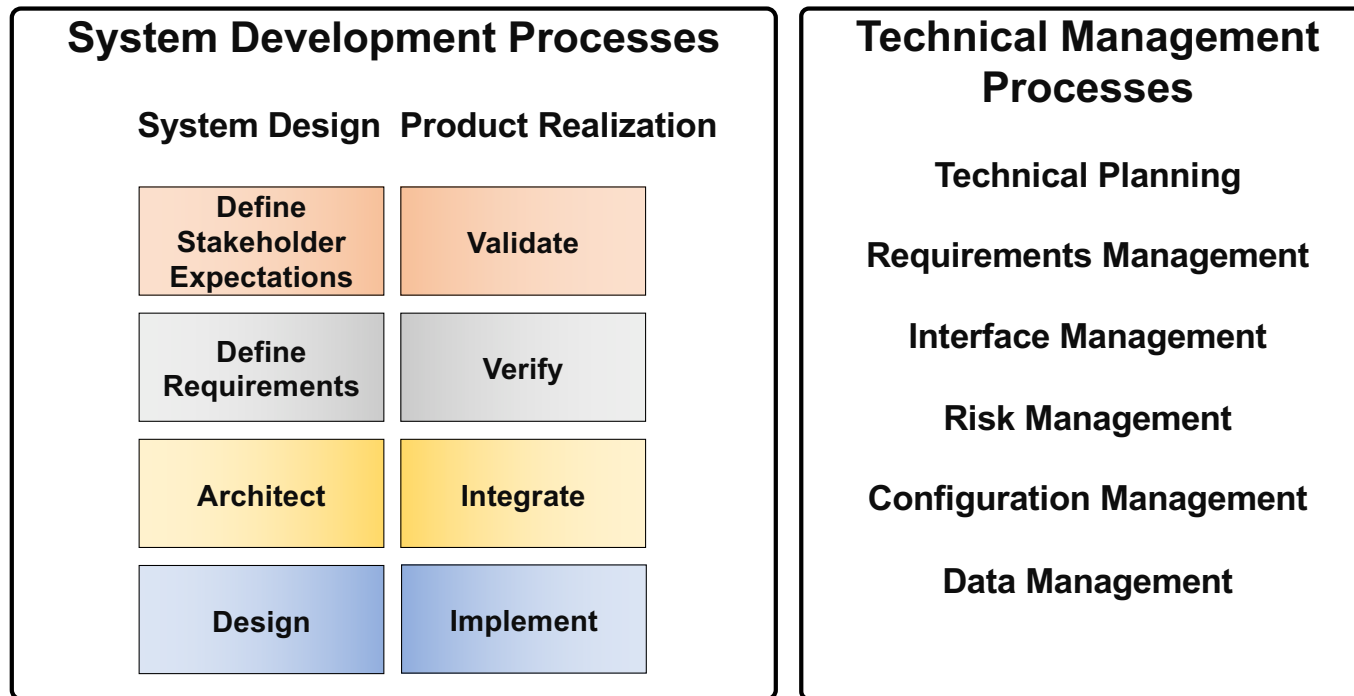 System Development Processes
System Design Product Realization
Define
Stakeholder
Expectations
Validate
Define
Requirements
Verify
Architect
Integrate
Design
Implement
Technical Management
Processes
Technical Planning
Requirements Management
Interface Management
Risk Management
Configuration Management
Data Management